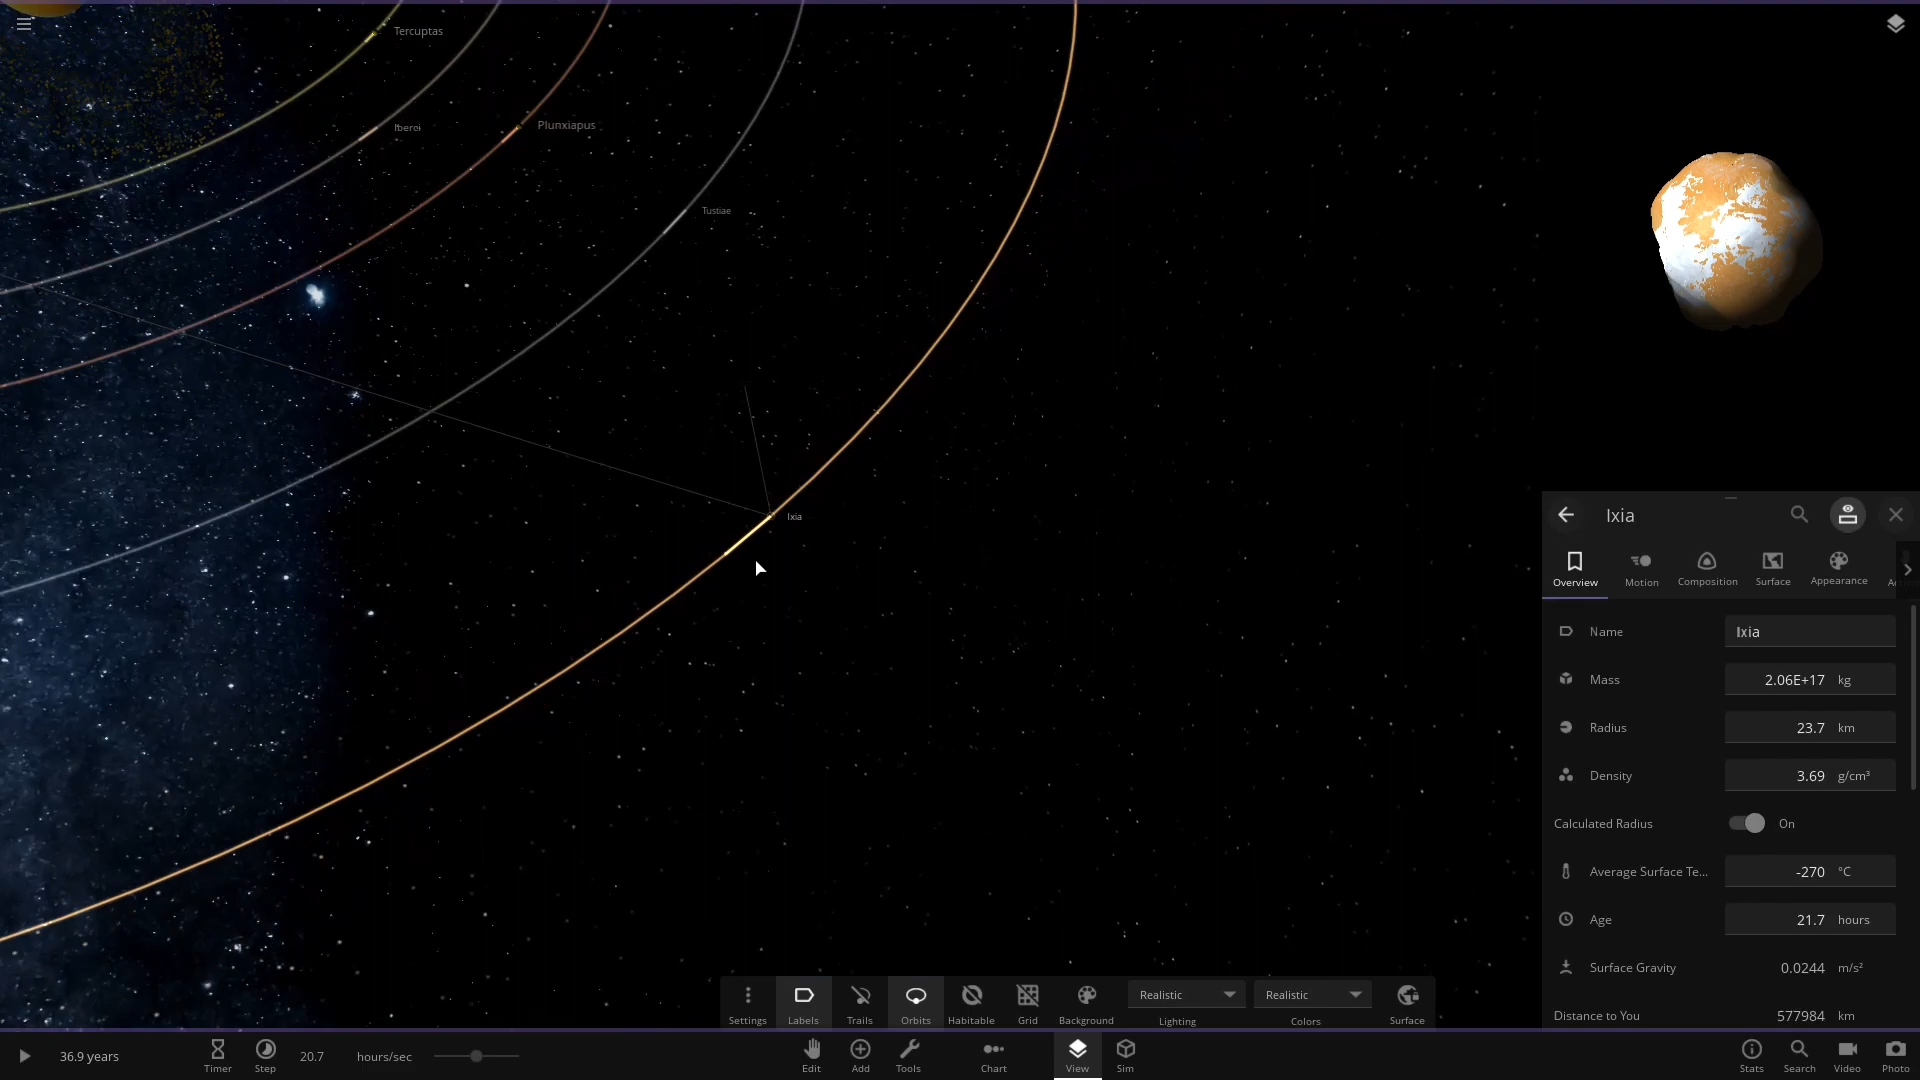 Tercuptas
Iberoi
Plunxiapus
Tustiae
Ixia
Ixia
Overview
Motion
Composition
Surface
Appearance
Name
Ixia
Mass
2.06E+17 kg
Radius
23.7 km
Density
3.69 g/cm³
Calculated Radius
On
Average Surface Te...
-270 °C
Age
21.7 hours
Surface Gravity
0.0244 m/s²
Distance to You
577984 km
Settings
Labels
Trails
Orbits
Habitable
Grid
Background
Realistic
Lighting
Realistic
Colors
Surface
36.9 years
Timer
Step
20.7 hours/sec
Edit
Add
Tools
Chart
View
Sim
Stats
Search
Video
Photo